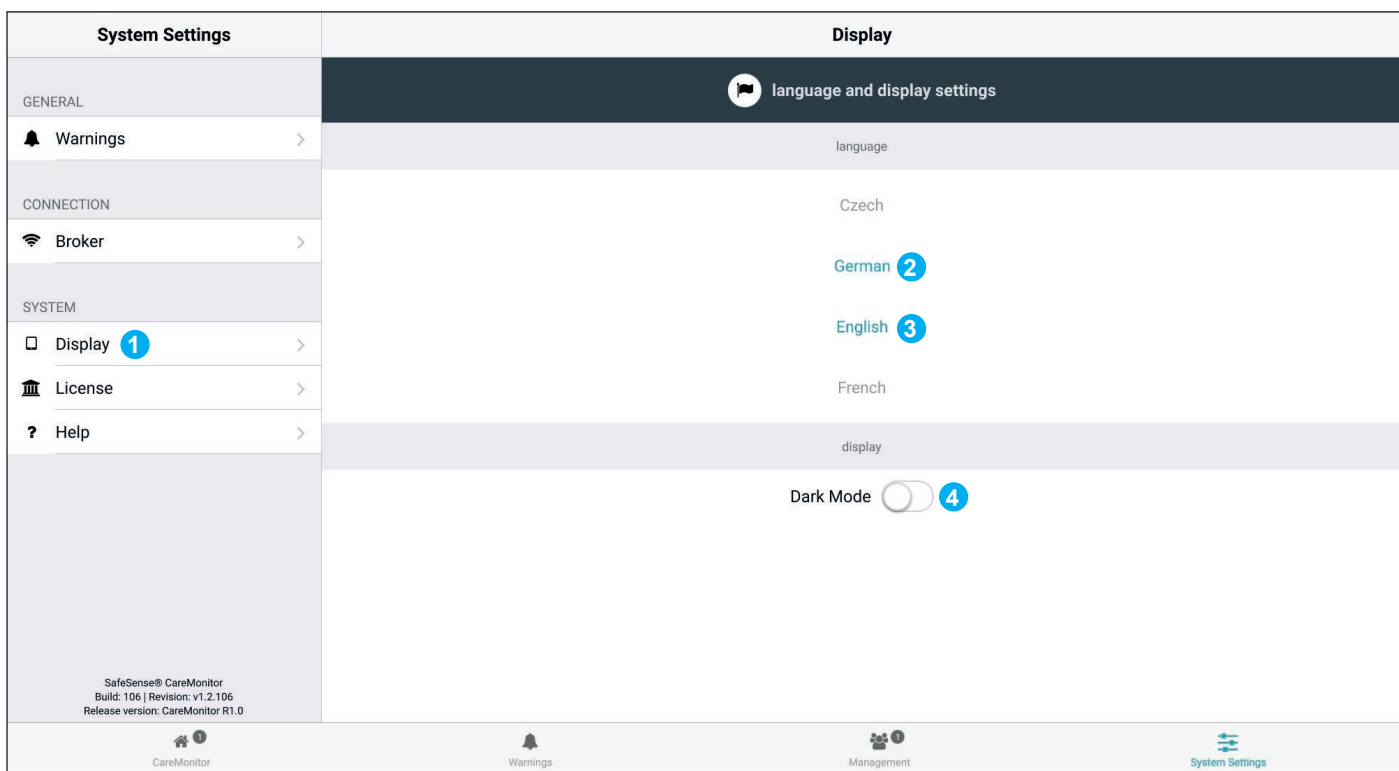 System Settings
Display
GENERAL
Warnings
CONNECTION
Broker
SYSTEM
Display 1
License
? Help
SafeSense® CareMonitor
Build: 106 | Revision: v1.2.106
Release version: CareMonitor R1.0
language and display settings
language
Czech
German 2
English 3
French
display
Dark Mode 4
1
CareMonitor
Warnings
1
Management
System Settings